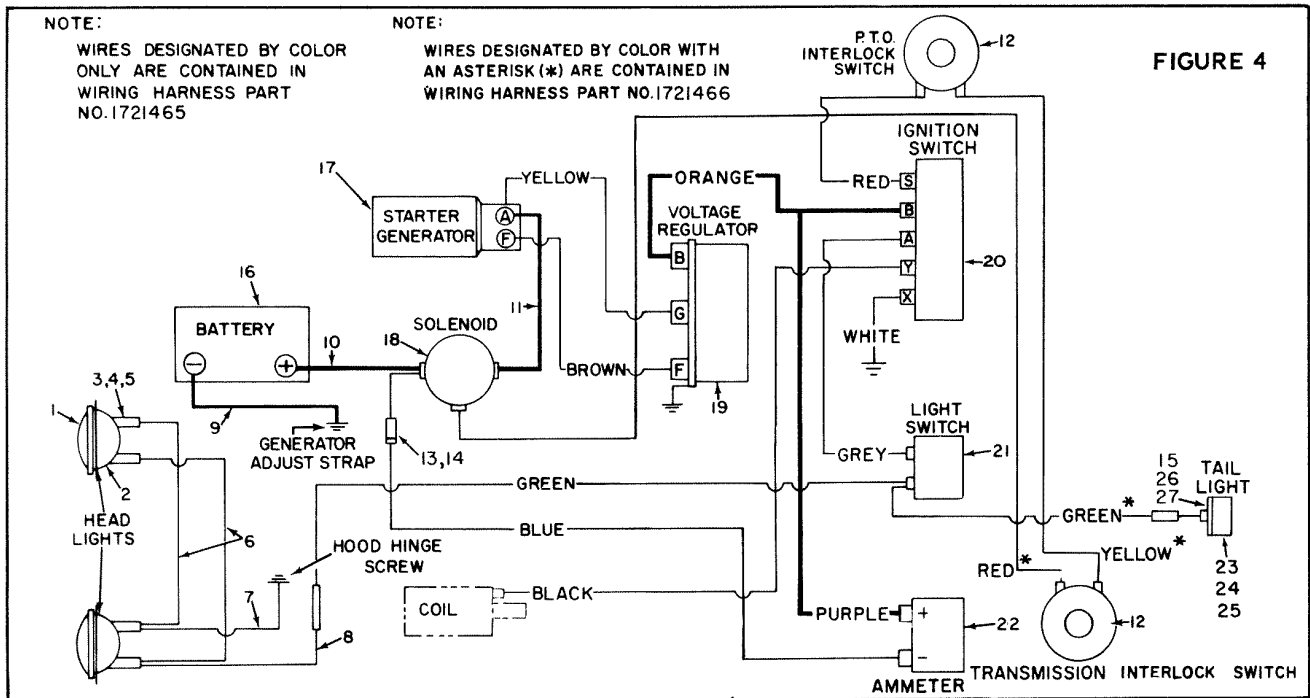 NOTE:
WIRES DESIGNATED BY COLOR
ONLY ARE CONTAINED IN
WIRING HARNESS PART
NO.1721465
NOTE:
WIRES DESIGNATED BY COLOR WITH
AN ASTERISK (*) ARE CONTAINED IN
WIRING HARNESS PART NO.1721466
P.T.O.
INTERLOCK
SWITCH
12
FIGURE 4
IGNITION
SWITCH
17
YELLOW
ORANGE
RED
S
STARTER
GENERATOR
A
F
VOLTAGE
REGULATOR
B
B
A
Y
X
20
16
11
G
BATTERY
- +
10
18
SOLENOID
WHITE
BROWN
F
19
3,4,5
1
9
GENERATOR
ADJUST STRAP
13,14
LIGHT
SWITCH
GREY
21
2
GREEN
15
26
27
TAIL
LIGHT
HEAD
LIGHTS
6
BLUE
GREEN*
HOOD HINGE
SCREW
YELLOW*
RED*
23
24
25
7
COIL
BLACK
PURPLE
+
-
22
12
8
AMMETER
TRANSMISSION INTERLOCK SWITCH